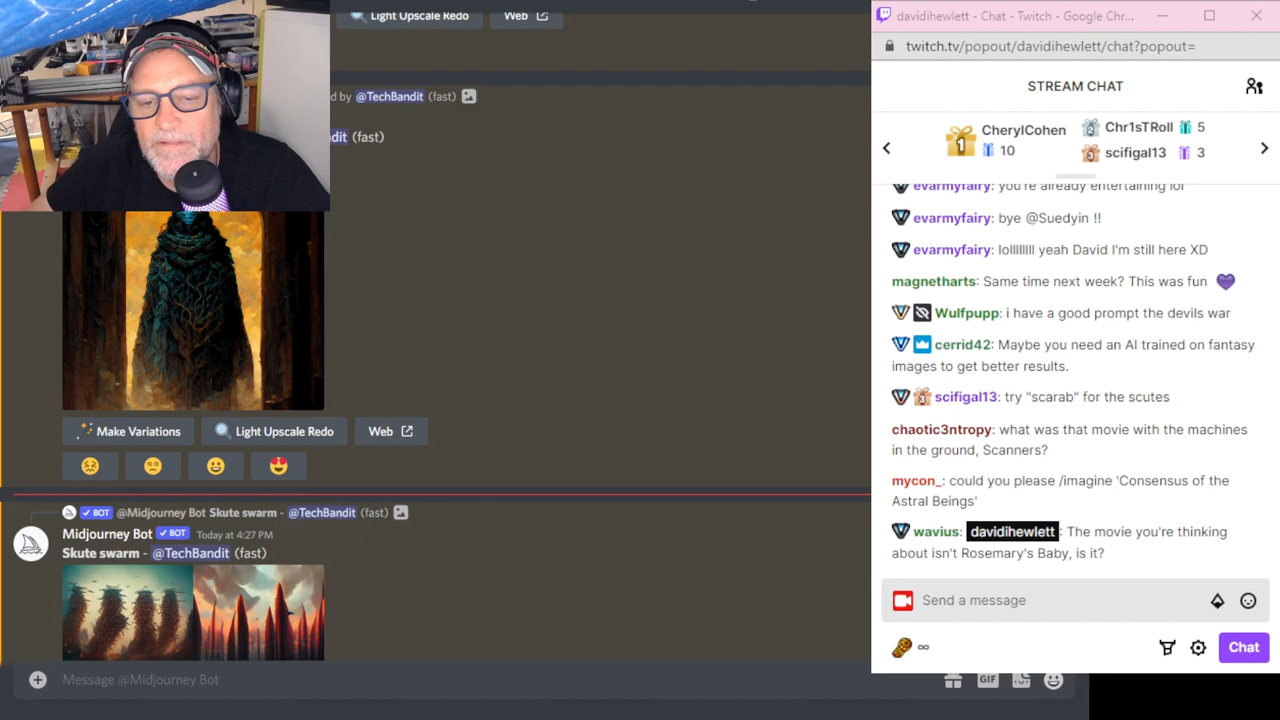 Light Upscale Redo
Web
d by @TechBandit (fast)
dit (fast)
Make Variations
Light Upscale Redo
Web
BOT @Midjourney Bot Skute swarm - @TechBandit (fast)
Midjourney Bot BOT Today at 4:27 PM
Skute swarm - @TechBandit (fast)
Message @Midjourney Bot
GIF
davidihewlett - Chat - Twitch - Google Chr...
twitch.tv/popout/davidihewlett/chat?popout=
STREAM CHAT
1 CherylCohen
10
2 Chr1sTRoll 5
3 scifigal13 3
evarmyfairy: you're already entertaining lol
evarmyfairy: bye @Suedyin !!
evarmyfairy: lolllllllll yeah David I'm still here XD
magnetharts: Same time next week? This was fun
Wulfpupp: i have a good prompt the devils war
cerrid42: Maybe you need an AI trained on fantasy
images to get better results.
3 scifigal13: try "scarab" for the scutes
chaotic3ntropy: what was that movie with the machines
in the ground, Scanners?
mycon_: could you please /imagine 'Consensus of the
Astral Beings'
wavius: davidihewlett: The movie you're thinking
about isn't Rosemary's Baby, is it?
Send a message
∞
Chat